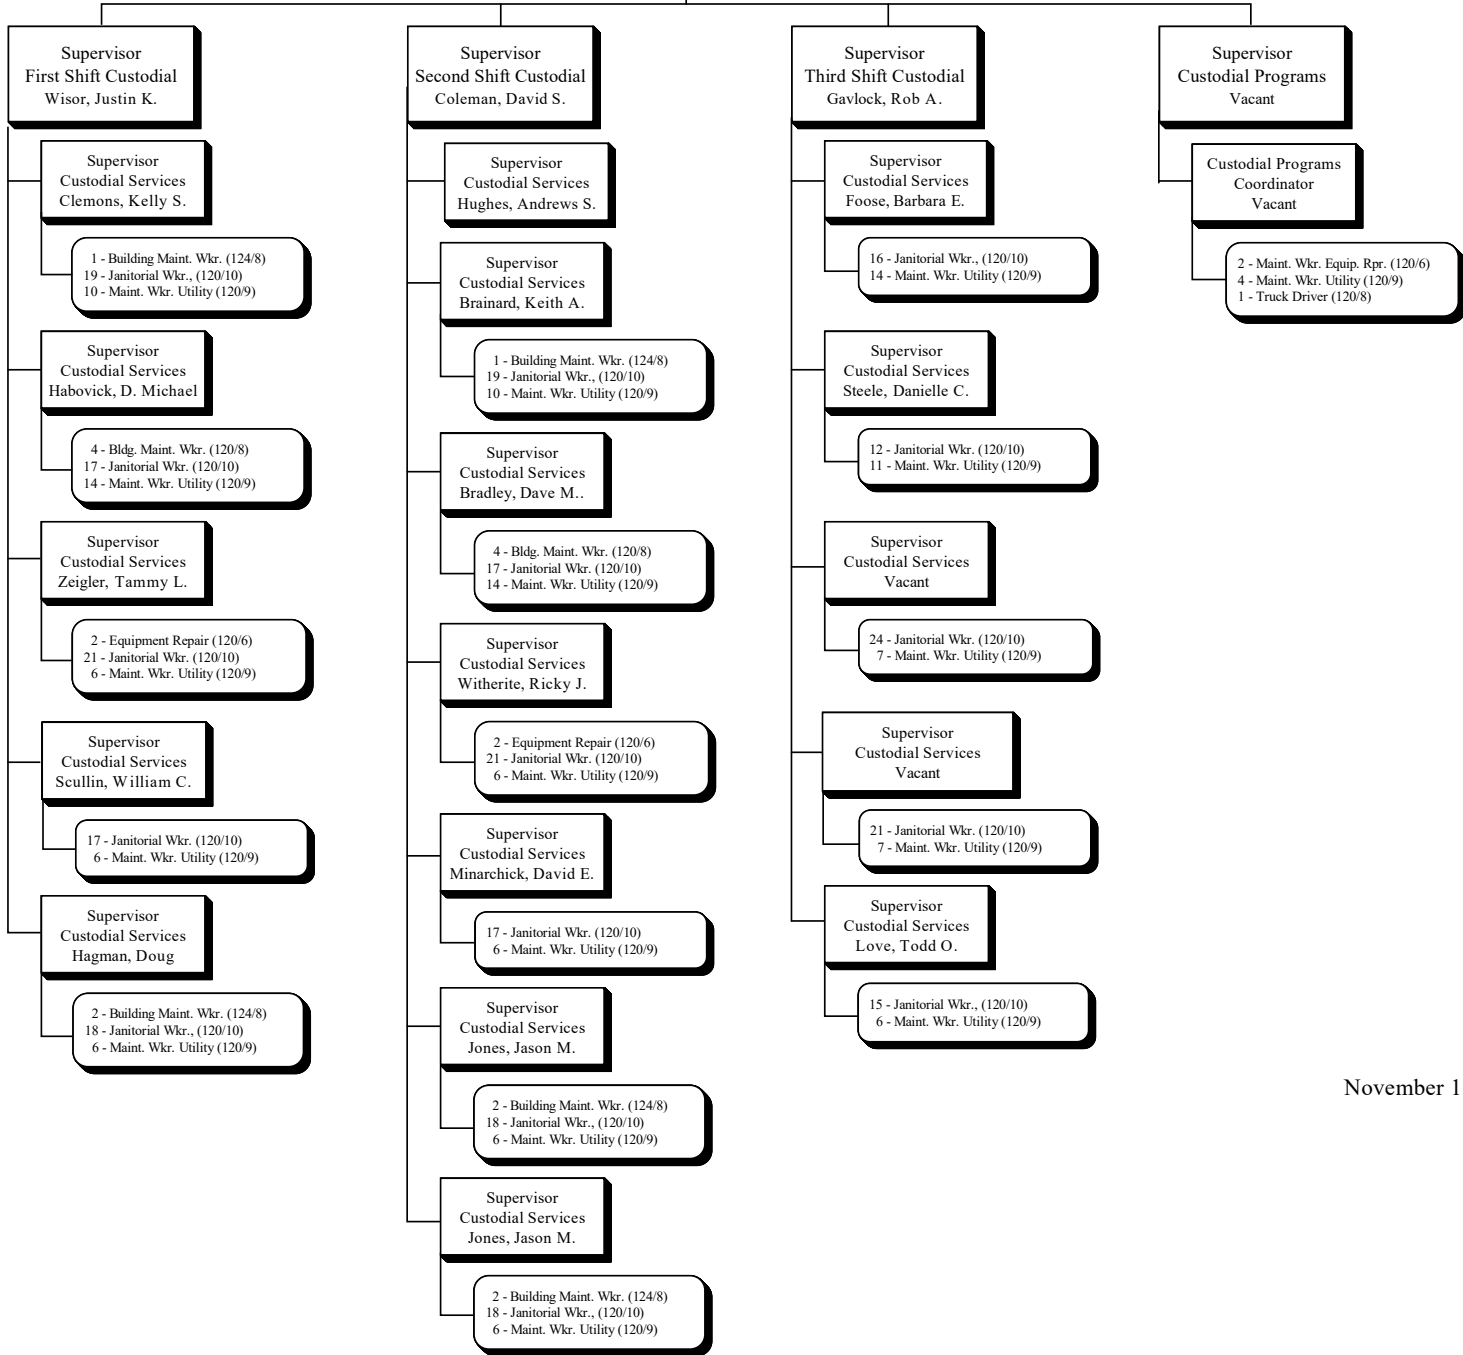 Supervisor
First Shift Custodial
Wisor, Justin K.
Supervisor
Custodial Services
Clemons, Kelly S.
1 - Building Maint. Wkr. (124/8)
19 - Janitorial Wkr., (120/10)
10 - Maint. Wkr. Utility (120/9)
Supervisor
Custodial Services
Habovick, D. Michael
4 - Bldg. Maint. Wkr. (120/8)
17 - Janitorial Wkr. (120/10)
14 - Maint. Wkr. Utility (120/9)
Supervisor
Custodial Services
Zeigler, Tammy L.
2 - Equipment Repair (120/6)
21 - Janitorial Wkr. (120/10)
6 - Maint. Wkr. Utility (120/9)
Supervisor
Custodial Services
Scullin, William C.
17 - Janitorial Wkr. (120/10)
6 - Maint. Wkr. Utility (120/9)
Supervisor
Custodial Services
Hagman, Doug
2 - Building Maint. Wkr. (124/8)
18 - Janitorial Wkr., (120/10)
6 - Maint. Wkr. Utility (120/9)
Supervisor
Second Shift Custodial
Coleman, David S.
Supervisor
Custodial Services
Hughes, Andrews S.
Supervisor
Custodial Services
Brainard, Keith A.
1 - Building Maint. Wkr. (124/8)
19 - Janitorial Wkr., (120/10)
10 - Maint. Wkr. Utility (120/9)
Supervisor
Custodial Services
Bradley, Dave M..
4 - Bldg. Maint. Wkr. (120/8)
17 - Janitorial Wkr. (120/10)
14 - Maint. Wkr. Utility (120/9)
Supervisor
Custodial Services
Witherite, Ricky J.
2 - Equipment Repair (120/6)
21 - Janitorial Wkr. (120/10)
6 - Maint. Wkr. Utility (120/9)
Supervisor
Custodial Services
Minarchick, David E.
17 - Janitorial Wkr. (120/10)
6 - Maint. Wkr. Utility (120/9)
Supervisor
Custodial Services
Jones, Jason M.
2 - Building Maint. Wkr. (124/8)
18 - Janitorial Wkr., (120/10)
6 - Maint. Wkr. Utility (120/9)
Supervisor
Custodial Services
Jones, Jason M.
2 - Building Maint. Wkr. (124/8)
18 - Janitorial Wkr., (120/10)
6 - Maint. Wkr. Utility (120/9)
Supervisor
Third Shift Custodial
Gavlock, Rob A.
Supervisor
Custodial Services
Foose, Barbara E.
16 - Janitorial Wkr., (120/10)
14 - Maint. Wkr. Utility (120/9)
Supervisor
Custodial Services
Steele, Danielle C.
12 - Janitorial Wkr. (120/10)
11 - Maint. Wkr. Utility (120/9)
Supervisor
Custodial Services
Vacant
24 - Janitorial Wkr. (120/10)
7 - Maint. Wkr. Utility (120/9)
Supervisor
Custodial Services
Vacant
21 - Janitorial Wkr. (120/10)
7 - Maint. Wkr. Utility (120/9)
Supervisor
Custodial Services
Love, Todd O.
15 - Janitorial Wkr., (120/10)
6 - Maint. Wkr. Utility (120/9)
Supervisor
Custodial Programs
Vacant
Custodial Programs
Coordinator
Vacant
2 - Maint. Wkr. Equip. Rpr. (120/6)
4 - Maint. Wkr. Utility (120/9)
1 - Truck Driver (120/8)
November 1